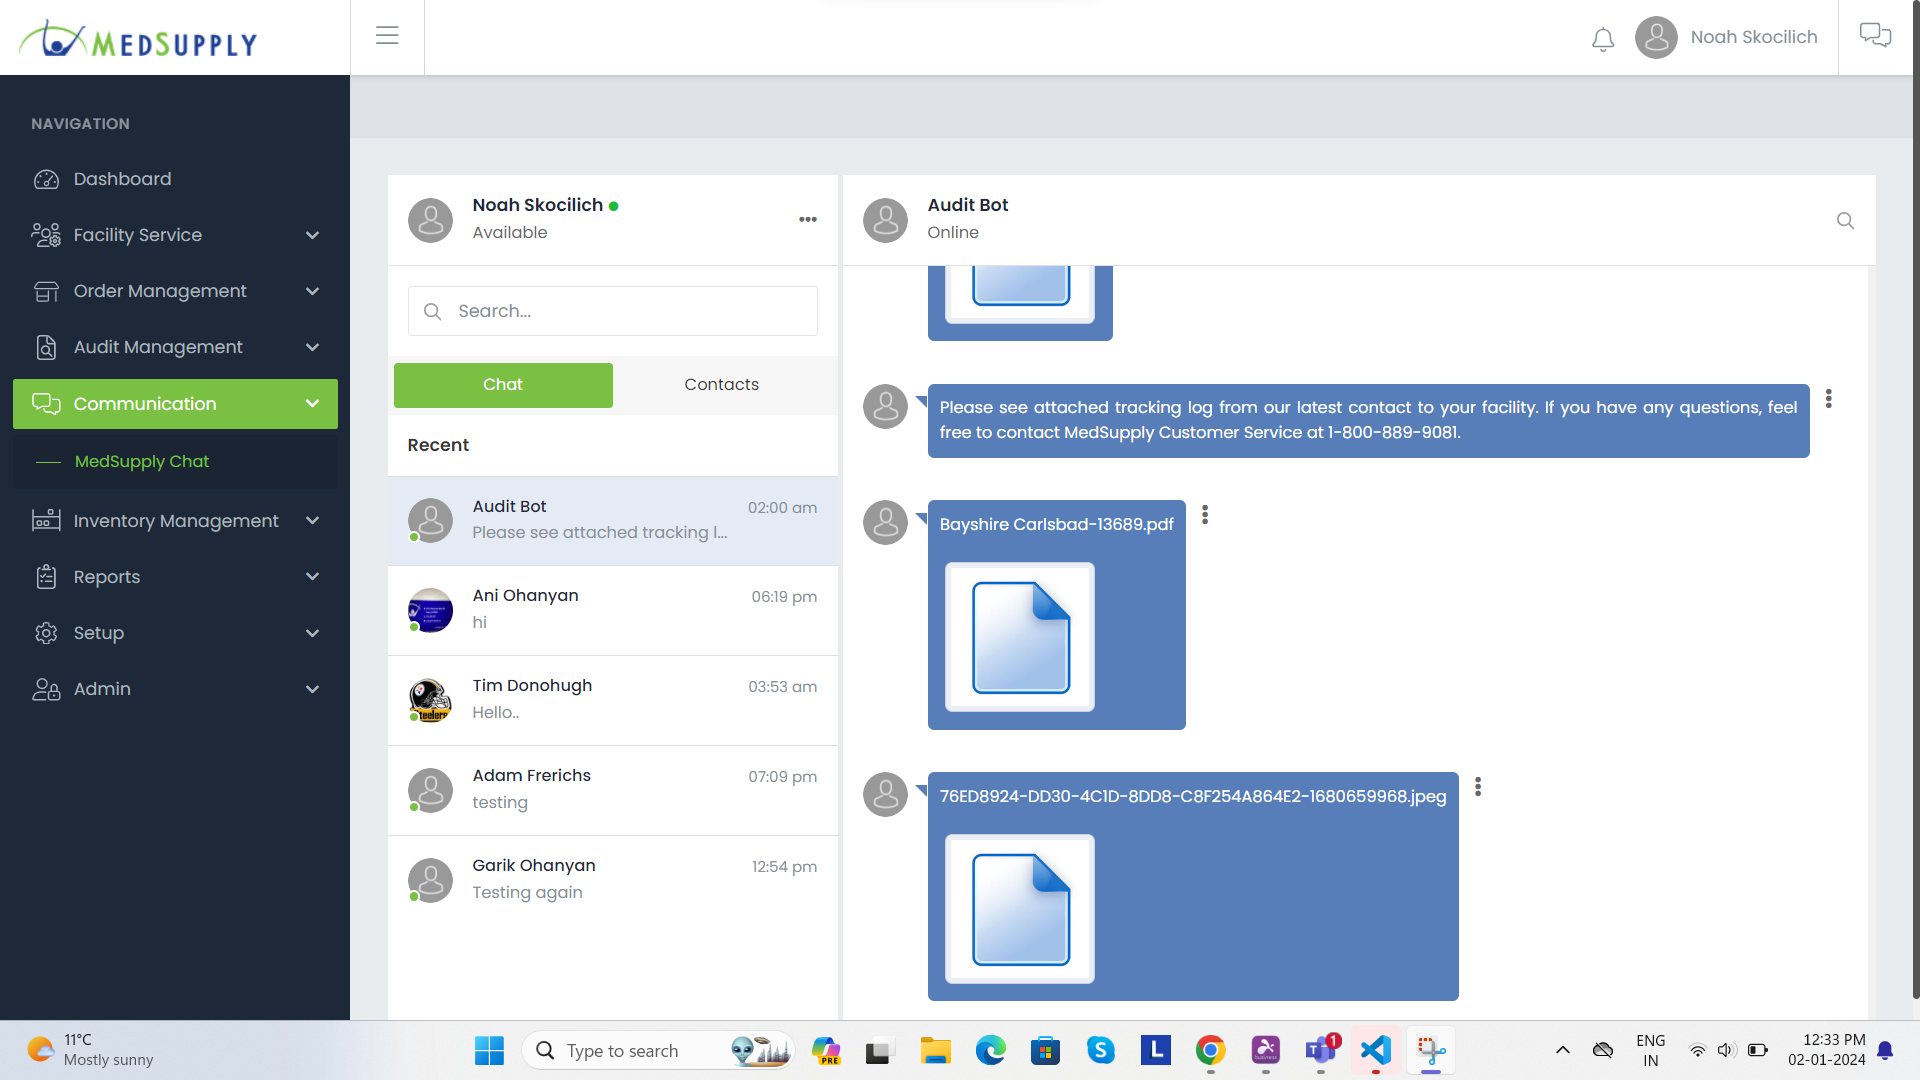 MEDSUPPLY
Noah Skocilich
NAVIGATION
Dashboard
Facility Service
Order Management
Audit Management
Communication
MedSupply Chat
Inventory Management
Reports
Setup
Admin
Noah Skocilich
Available
Search...
Chat
Contacts
Recent
Audit Bot
02:00 am
Please see attached tracking l...
Ani Ohanyan
06:19 pm
hi
Tim Donohugh
03:53 am
Hello..
Steelers
Adam Frerichs
07:09 pm
testing
Garik Ohanyan
12:54 pm
Testing again
Audit Bot
Online
Please see attached tracking log from our latest contact to your facility. If you have any questions, feel
free to contact MedSupply Customer Service at 1-800-889-9081.
Bayshire Carlsbad-13689.pdf
76ED8924-DD30-4C1D-8DD8-C8F254A864E2-1680659968.jpeg
11°C
Mostly sunny
Type to search
PRE
L
1
ENG
IN
12:33 PM
02-01-2024